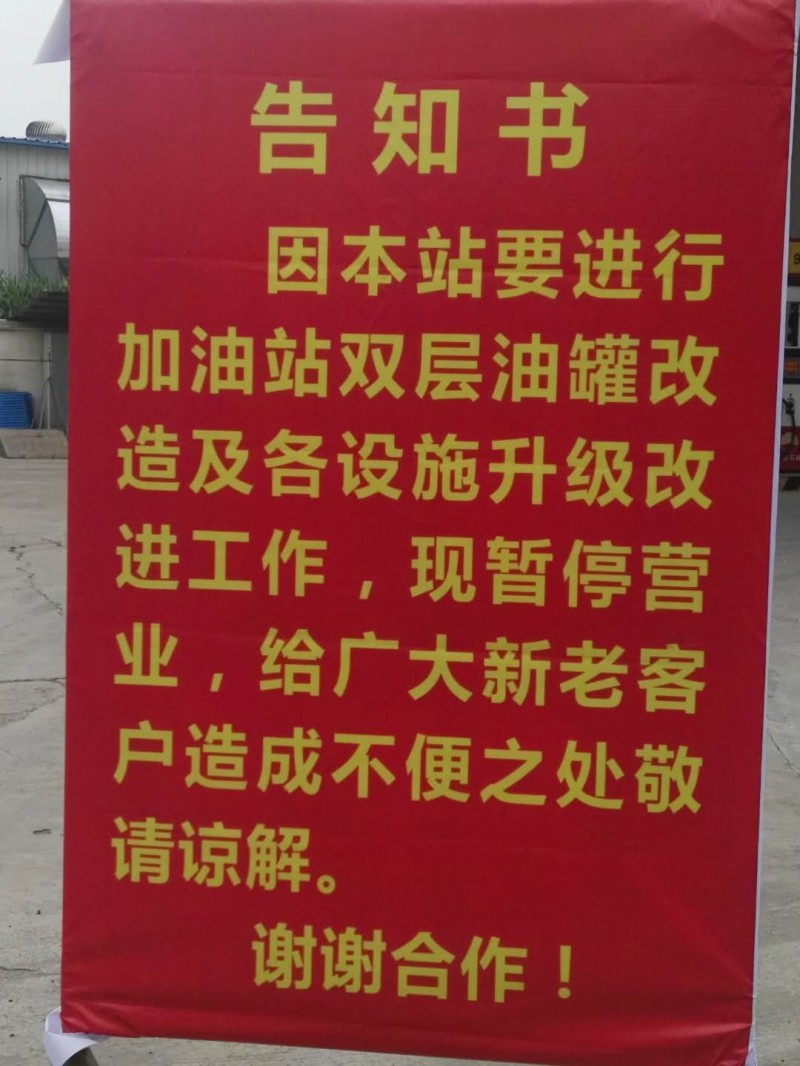 告知书
因本站要进行
加油站双层油罐改
造及各设施升级改
进工作，现暂停营
业，给广大新老客
户造成不便之处敬
请谅解。
谢谢合作！